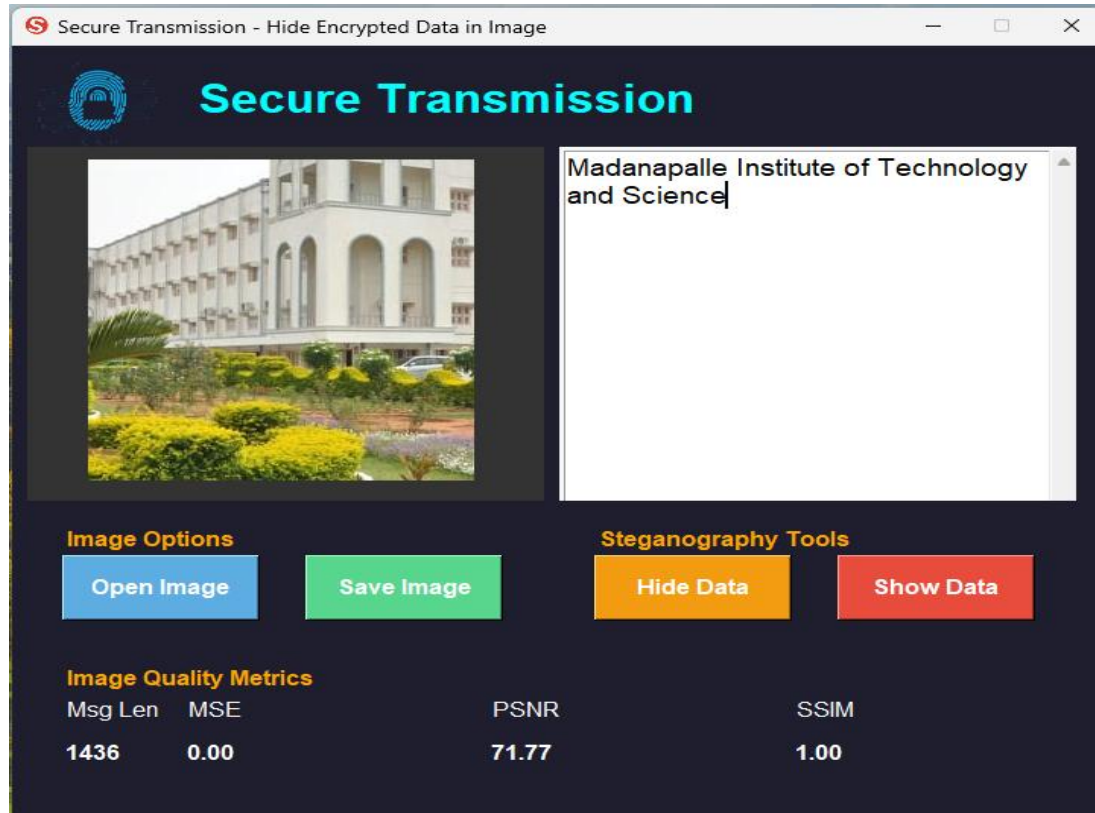 Secure Transmission - Hide Encrypted Data in Image
Secure Transmission
Madanapalle Institute of Technology
and Science
Image Options
Steganography Tools
Open Image
Save Image
Hide Data
Show Data
Image Quality Metrics
Msg Len MSE PSNR SSIM
1436 0.00 71.77 1.00